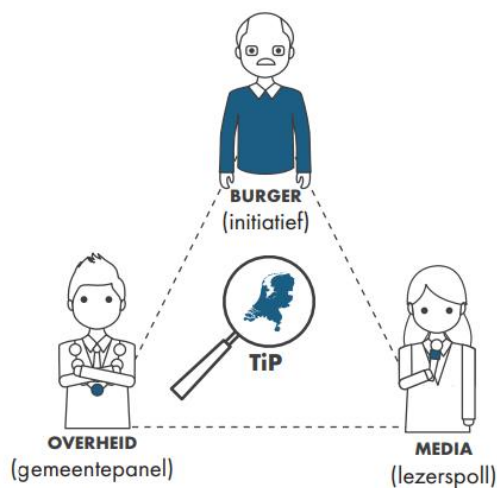 BURGER
(initiatief)
TiP
OVERHEID
(gemeentepanel)
MEDIA
(lezerspoll)